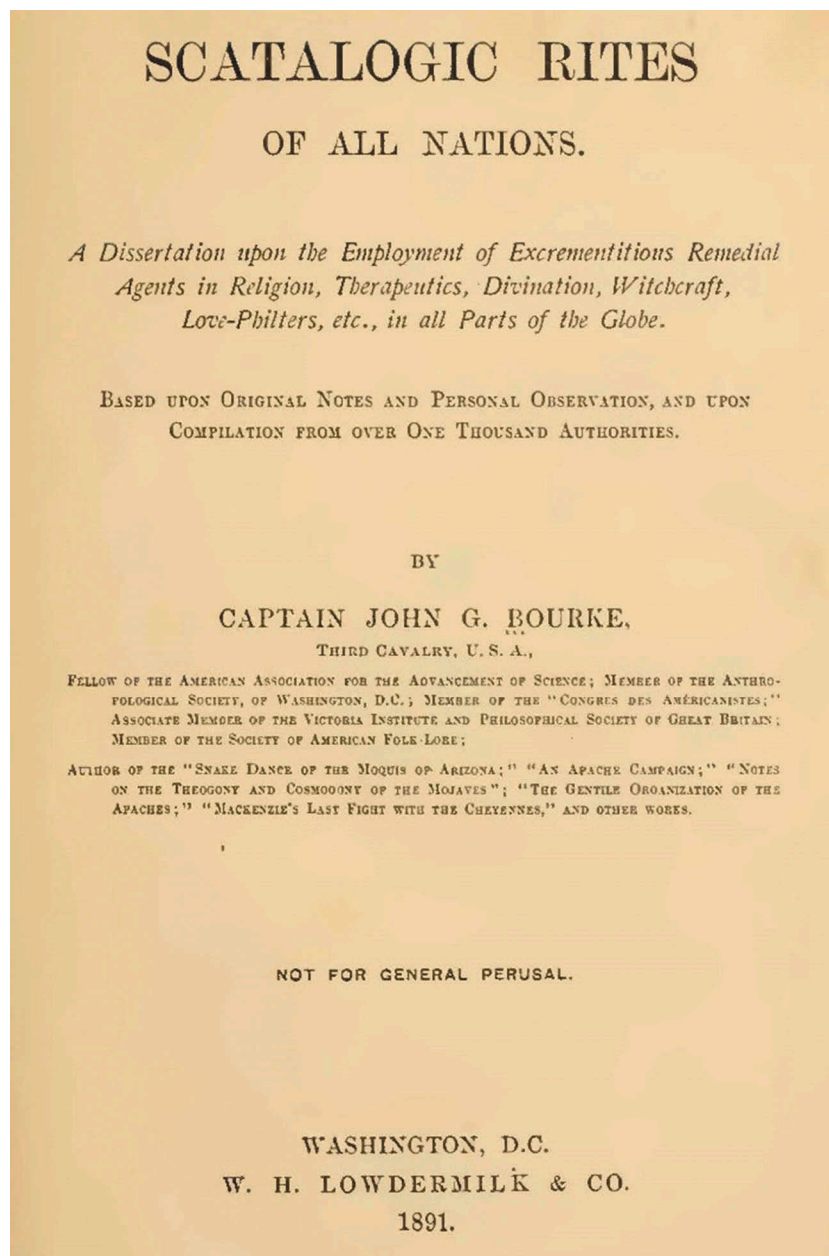 SCATALOGIC RITES
OF ALL NATIONS.
A Dissertation upon the Employment of Excrementitious Remedial
Agents in Religion, Therapeutics, Divination, Witchcraft,
Love-Philters, etc., in all Parts of the Globe.
BASED UPON ORIGINAL NOTES AND PERSONAL OBSERVATION, AND UPON
COMPILATION FROM OVER ONE THOUSAND AUTHORITIES.
BY
CAPTAIN JOHN G. BOURKE,
THIRD CAVALRY, U. S. A.,
FELLOW OF THE AMERICAN ASSOCIATION FOR THE ADVANCEMENT OF SCIENCE; MEMBER OF THE ANTHRO-
POLOGICAL SOCIETY, OF WASHINGTON, D.C.; MEMBER OF THE "CONGRES DES AMÉRICANISTES;"
ASSOCIATE MEMBER OF THE VICTORIA INSTITUTE AND PHILOSOPHICAL SOCIETY OF GREAT BRITAIN;
MEMBER OF THE SOCIETY OF AMERICAN FOLK-LORE;
AUTHOR OF THE "SNAKE DANCE OF THE MOQUIS OF ARIZONA;" "AN APACHE CAMPAIGN;" "NOTES
ON THE THEOGONY AND COSMOGONY OF THE MOJAVES"; "THE GENTILE ORGANIZATION OF THE
APACHES;" "MACKENZIE'S LAST FIGHT WITH THE CHEYENNES," AND OTHER WORKS.
NOT FOR GENERAL PERUSAL.
WASHINGTON, D.C.
W. H. LOWDERMILK & CO.
1891.